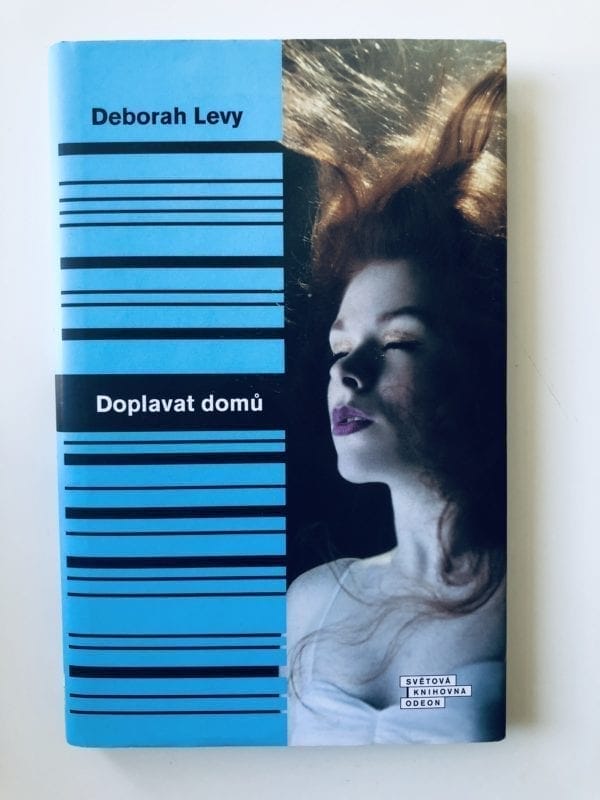 Deborah Levy
Doplavat domů
SVĚTOVÁ
KNIHOVNA
ODEON